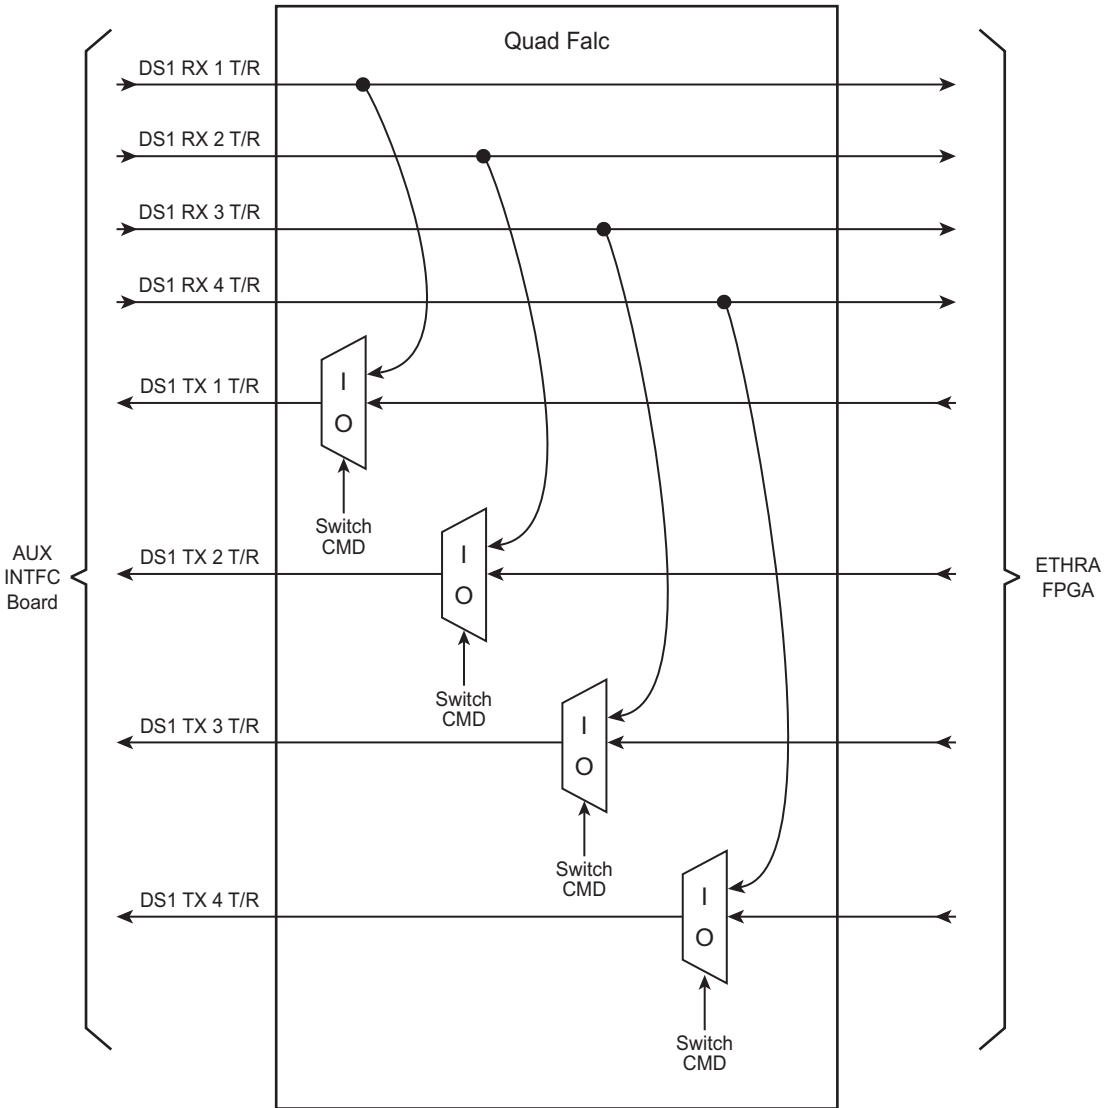 Quad Falc
DS1 RX 1 T/R
DS1 RX 2 T/R
DS1 RX 3 T/R
DS1 RX 4 T/R
I
DS1 TX 1 T/R
O
Switch
CMD
AUX
INTFC
Board
DS1 TX 2 T/R
I
O
ETHRA
FPGA
Switch
CMD
DS1 TX 3 T/R
I
O
Switch
CMD
DS1 TX 4 T/R
I
O
Switch
CMD